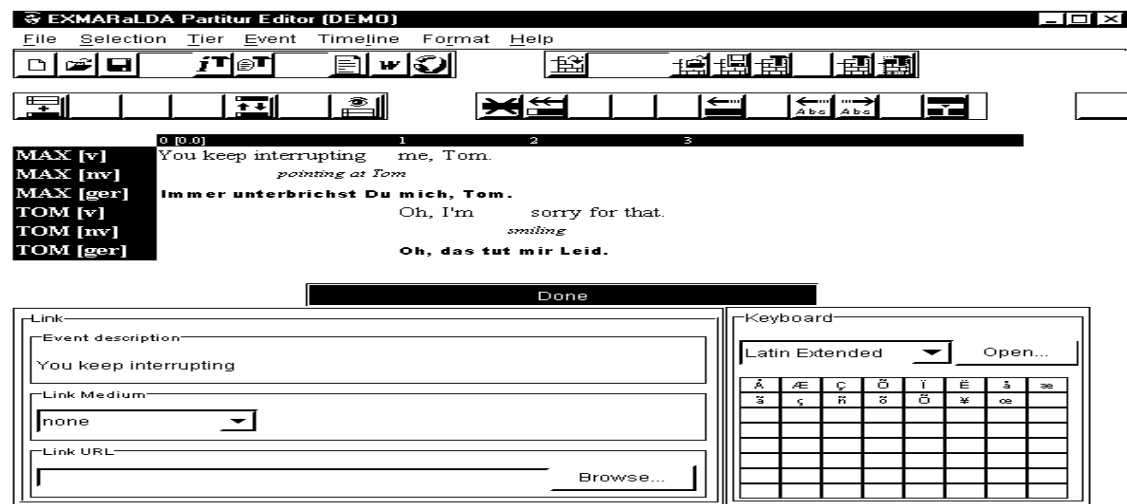 EXMARaLDA Partitur Editor (DEMO)
File Selection Tier Event Timeline Format Help
Abs Abs
0 [0.0] 1 2 3
MAX [v] You keep interrupting me, Tom.
MAX [nv] pointing at Tom
MAX [ger] Immer unterbrichst Du mich, Tom.
TOM [v] Oh, I'm sorry for that.
TOM [nv] smiling
TOM [ger] Oh, das tut mir Leid.
Done
Link
Event description
You keep interrupting
Link Medium
none
Link URL
Browse...
Keyboard
Latin Extended Open...
Æ Ç Õ Ë æ
ç ñ õ ¥ œ